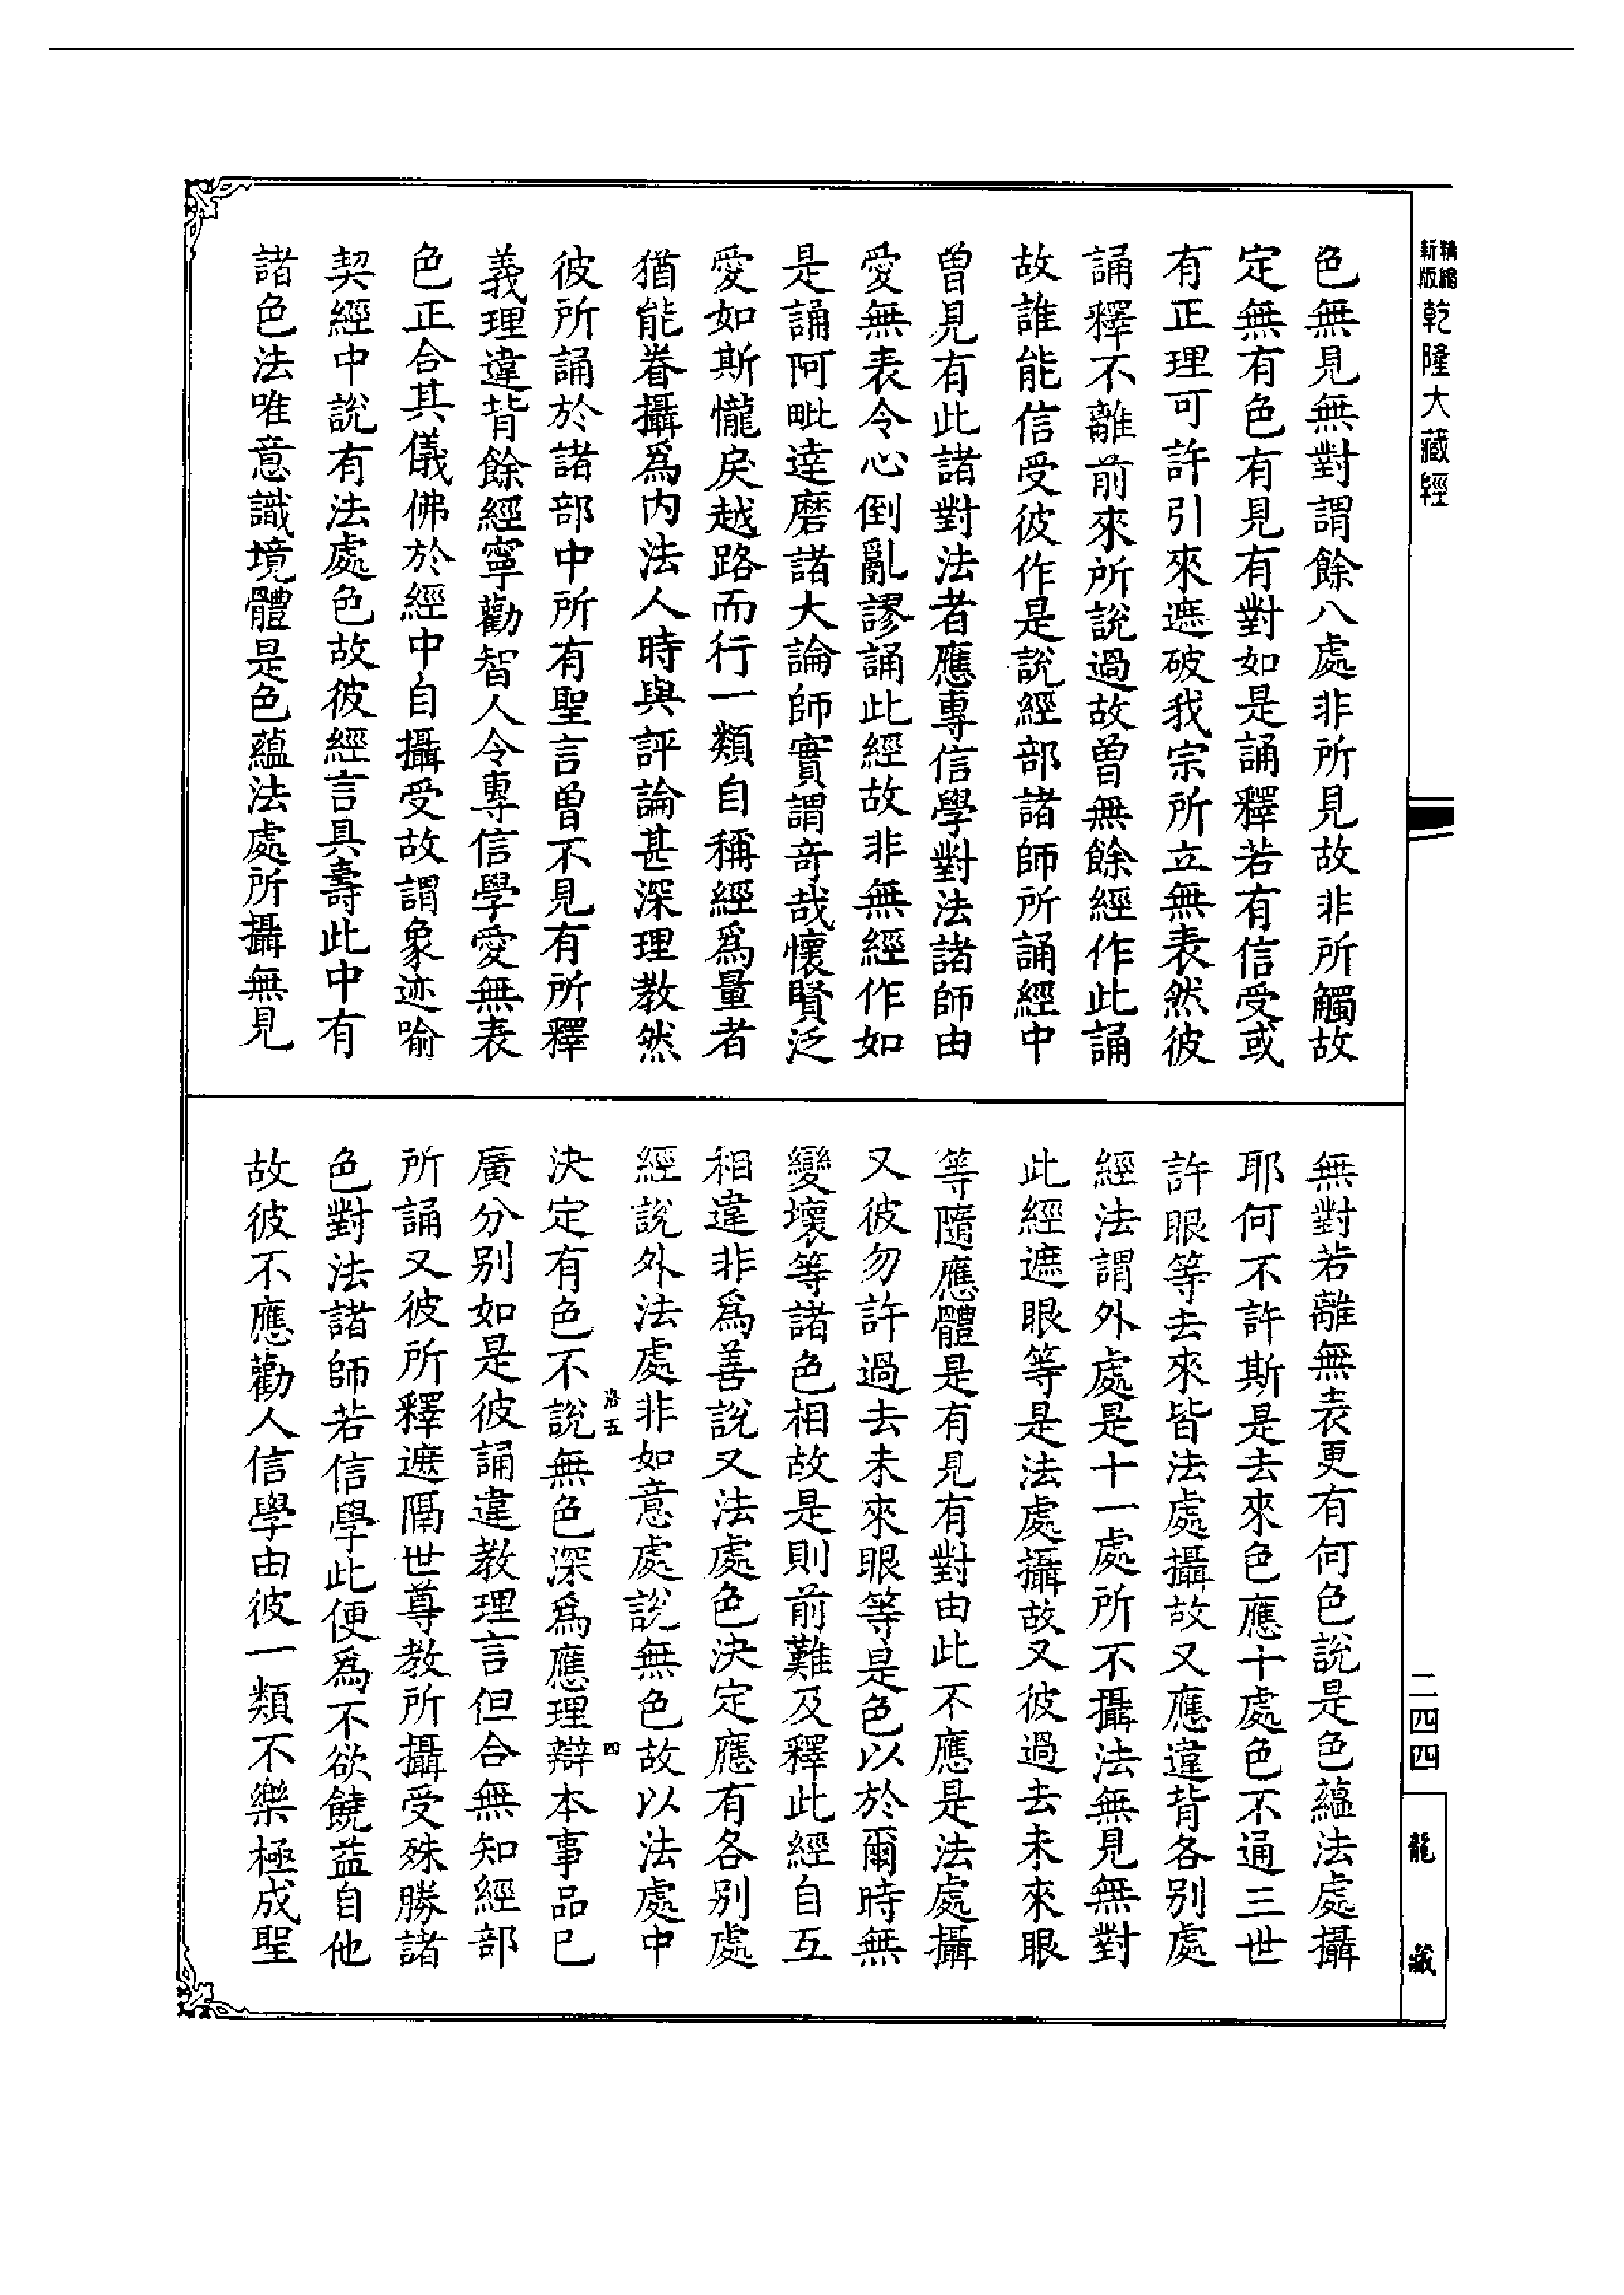 精縮新版乾隆大藏經
色無見無對謂餘八處非所見故非所觸故
定無有色有見有對如是誦釋若有信受或
有正理可許引來遮破我宗所立無表然彼
誦釋不離前來所說過故曾無餘經作此誦
故誰能信受彼作是說經部諸師所誦經中
曾見有此諸對法者應專信學對法諸師由
愛無表令心倒亂謬誦此經故非無經作如
是誦阿毗達磨諸大論師實謂奇哉懷賢泛
愛如斯懺戾越路而行一類自稱經為量者
猶能眷攝為內法人時與評論甚深理教然
彼所誦於諸部中所有聖言曾不見有所釋
義理違背餘經寧勸智人令專信學愛無表
色正合其儀佛於經中自攝受故謂象迹喻
契經中說有法處色故彼經言具壽此中有
諸色法唯意識境體是色蘊法處所攝無見
無對若離無表更有何色說是色蘊法處攝
耶何不許斯是去來色應十處色不通三世
許眼等去來皆法處攝故又應違背各別處
經法謂外處是十一處所不攝法無見無對
此經遮眼等是法處攝故又彼過去未來眼
等隨應體是有見有對由此不應是法處攝
又彼勿許過去未來眼等是色以於爾時無
變壞等諸色相故是則前難及釋此經自互
相違非為善說又法處色決定應有各別處
經說外法處非如意處說無色故以法處中
洛五 四
決定有色不說無色深為應理辯本事品已
廣分別如是彼誦違教理言但合無知經部
所誦又彼所釋遮隔世尊教所攝受殊勝諸
色對法諸師若信學此便為不欲饒益自他
故彼不應勸人信學由彼一類不樂極成聖
二四四
龍藏